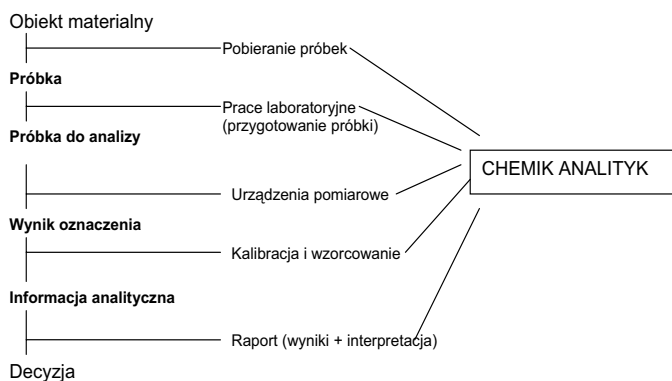 Obiekt materialny
Pobieranie próbek
Próbka
Prace laboratoryjne
(przygotowanie próbki)
Próbka do analizy
CHEMIK ANALITYK
Urządzenia pomiarowe
Wynik oznaczenia
Kalibracja i wzorcowanie
Informacja analityczna
Raport (wyniki + interpretacja)
Decyzja